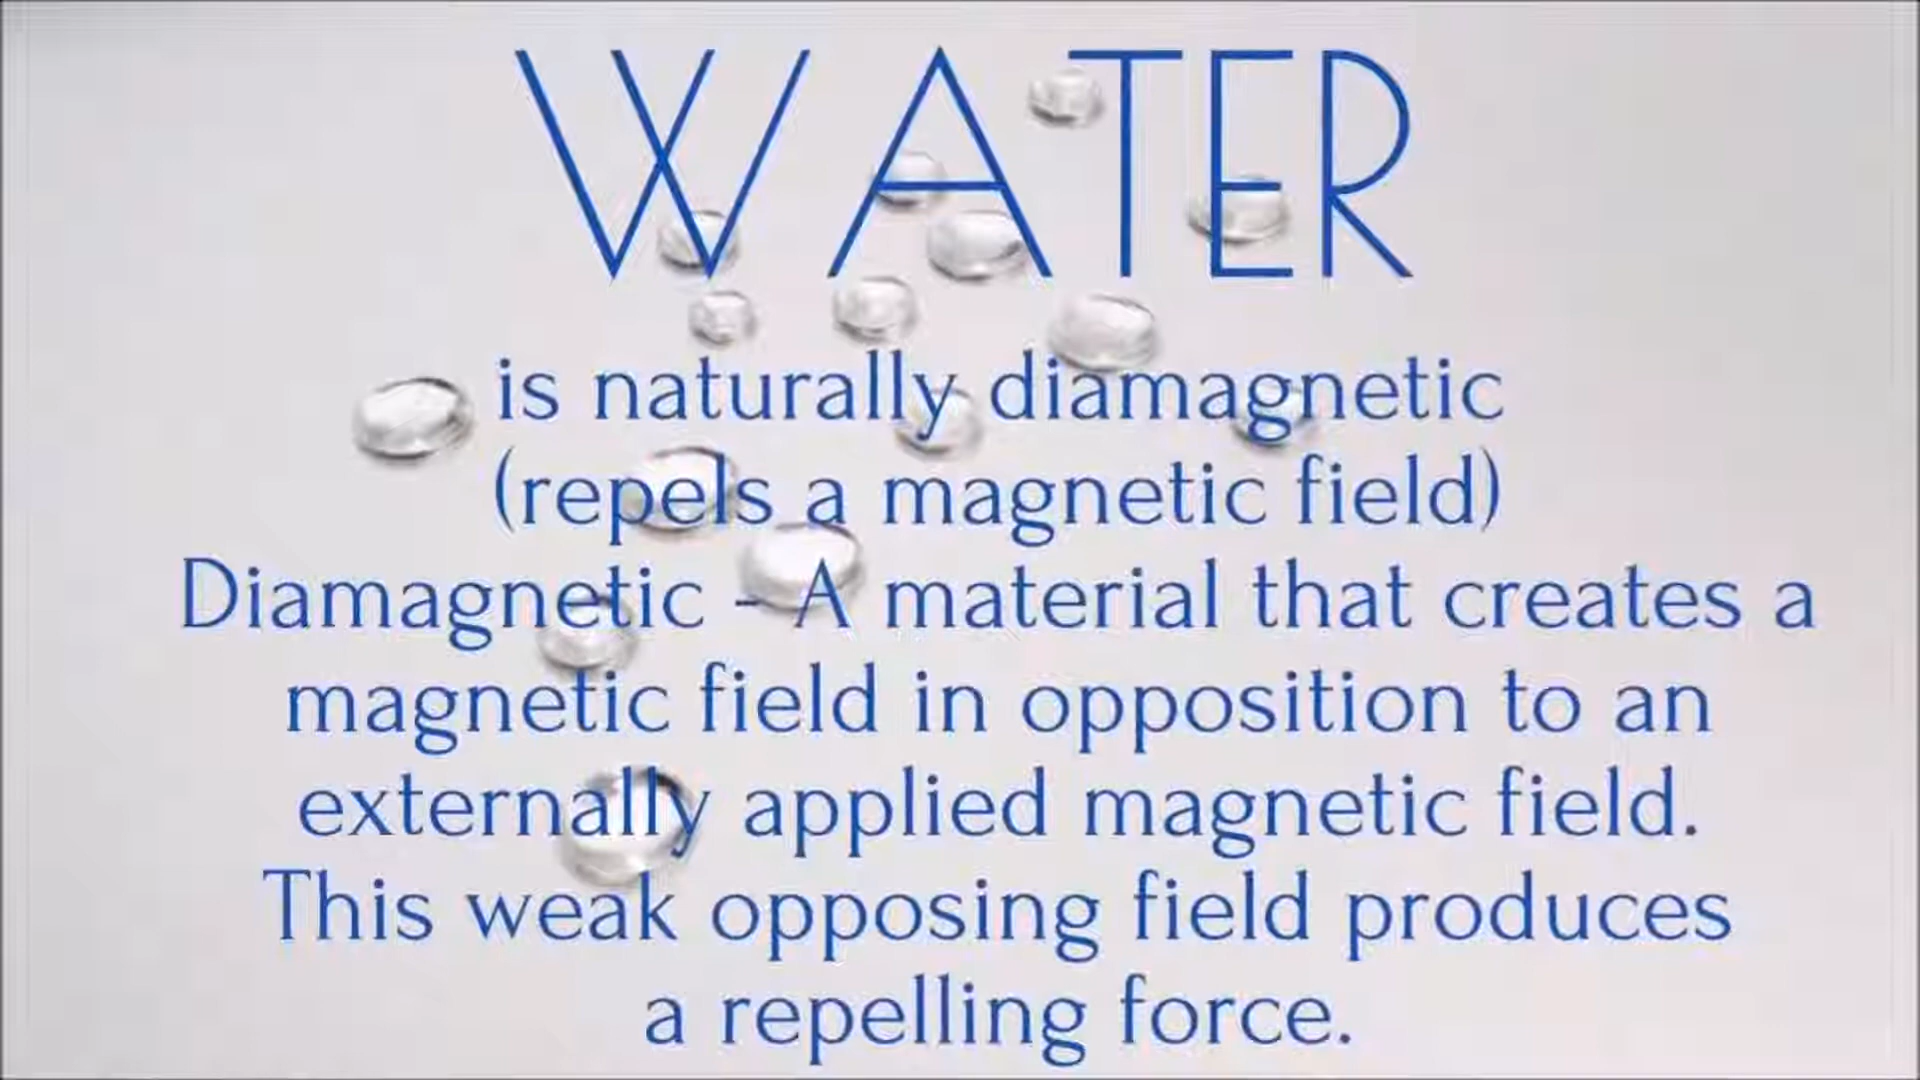 WATER
is naturally diamagnetic
(repels a magnetic field)
Diamagnetic - A material that creates a
magnetic field in opposition to an
externally applied magnetic field.
This weak opposing field produces
a repelling force.